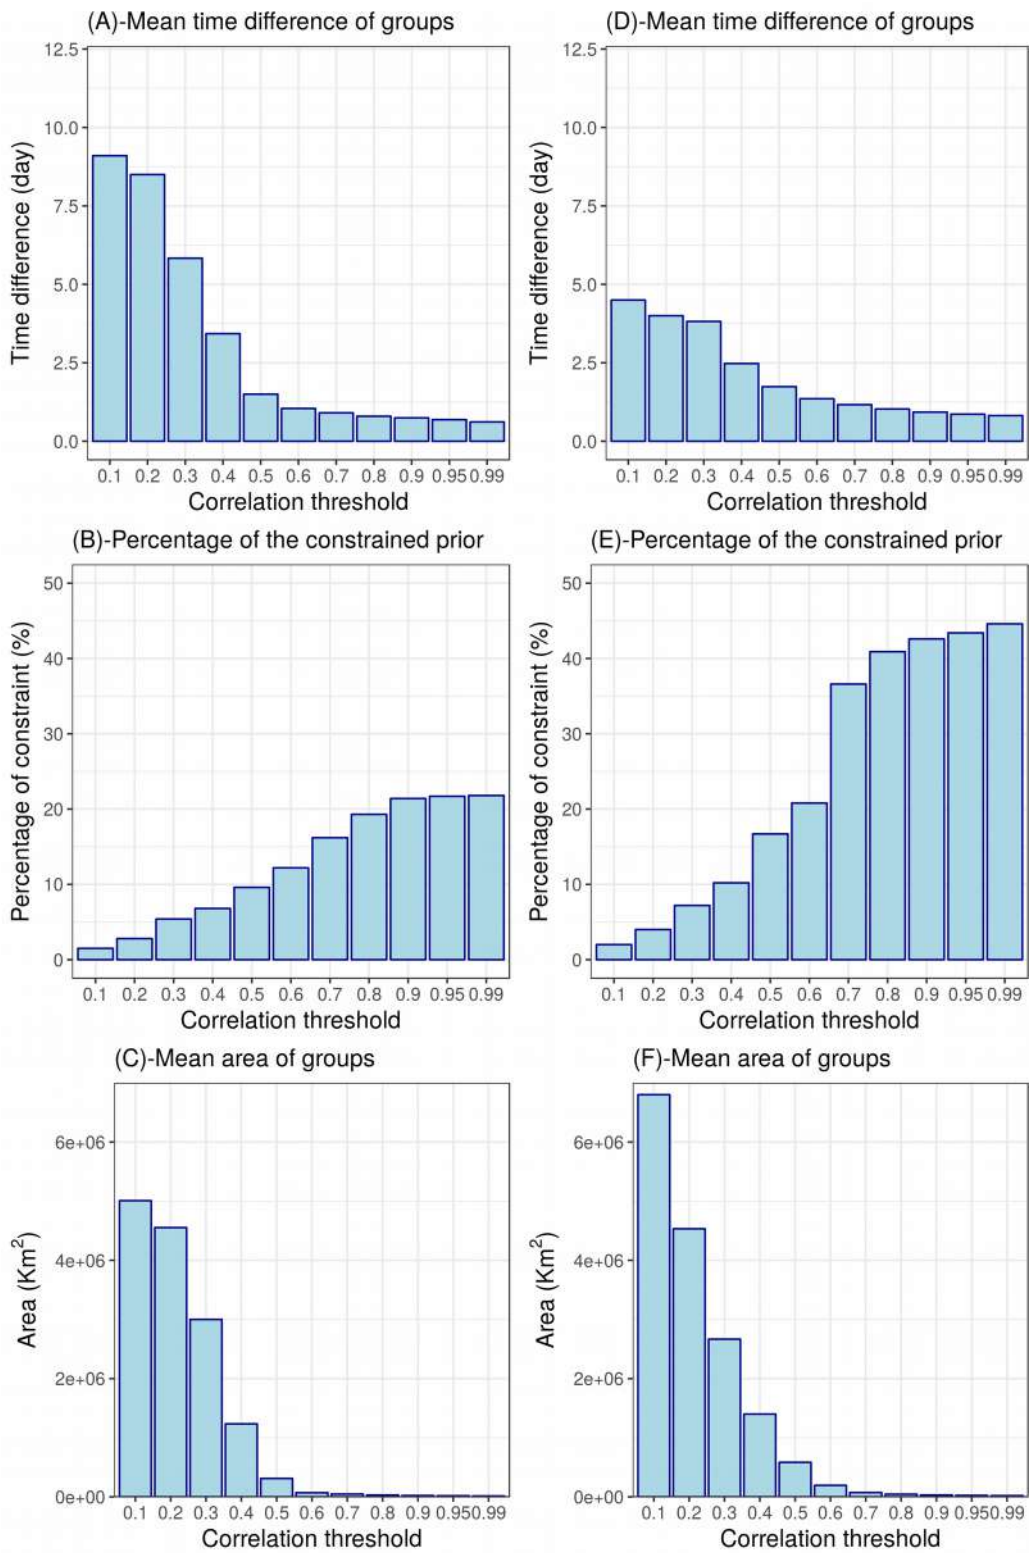 (A)-Mean time difference of groups
12.5
10.0
7.5
5.0
2.5
0.0
Time difference (day)
0.1 0.2 0.3 0.4 0.5 0.6 0.7 0.8 0.9 0.95 0.99
Correlation threshold
(D)-Mean time difference of groups
12.5
10.0
7.5
5.0
2.5
0.0
Time difference (day)
0.1 0.2 0.3 0.4 0.5 0.6 0.7 0.8 0.9 0.95 0.99
Correlation threshold
(B)-Percentage of the constrained prior
50
40
30
20
10
0
Percentage of constraint (%)
0.1 0.2 0.3 0.4 0.5 0.6 0.7 0.8 0.9 0.95 0.99
Correlation threshold
(E)-Percentage of the constrained prior
50
40
30
20
10
0
Percentage of constraint (%)
0.1 0.2 0.3 0.4 0.5 0.6 0.7 0.8 0.9 0.95 0.99
Correlation threshold
(C)-Mean area of groups
6e+06
4e+06
2e+06
0e+00
Area (Km²)
0.1 0.2 0.3 0.4 0.5 0.6 0.7 0.8 0.9 0.95 0.99
Correlation threshold
(F)-Mean area of groups
6e+06
4e+06
2e+06
0e+00
Area (Km²)
0.1 0.2 0.3 0.4 0.5 0.6 0.7 0.8 0.9 0.95 0.99
Correlation threshold